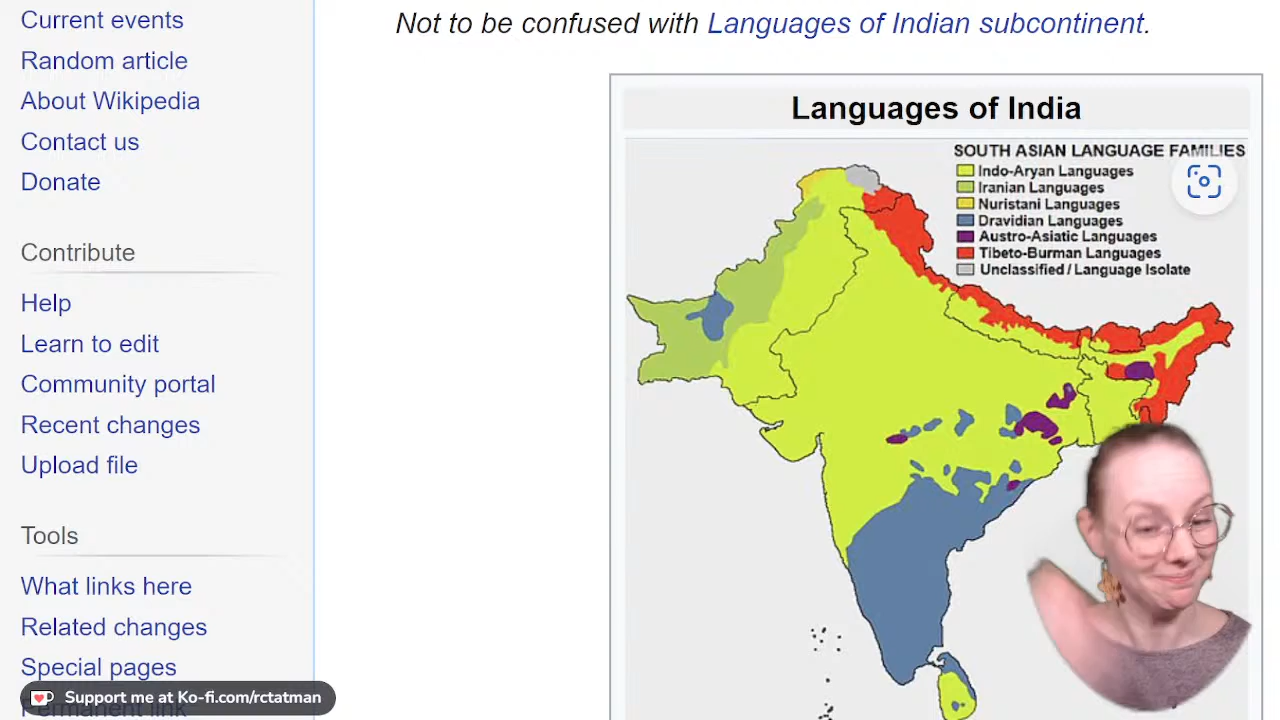 Current events
Random article
About Wikipedia
Contact us
Donate
Contribute
Help
Learn to edit
Community portal
Recent changes
Upload file
Tools
What links here
Related changes
Special pages
Permanent link
Support me at Ko-fi.com/rctatman
Not to be confused with Languages of Indian subcontinent.
Languages of India
SOUTH ASIAN LANGUAGE FAMILIES
Indo-Aryan Languages
Iranian Languages
Nuristani Languages
Dravidian Languages
Austro-Asiatic Languages
Tibeto-Burman Languages
Unclassified / Language Isolate